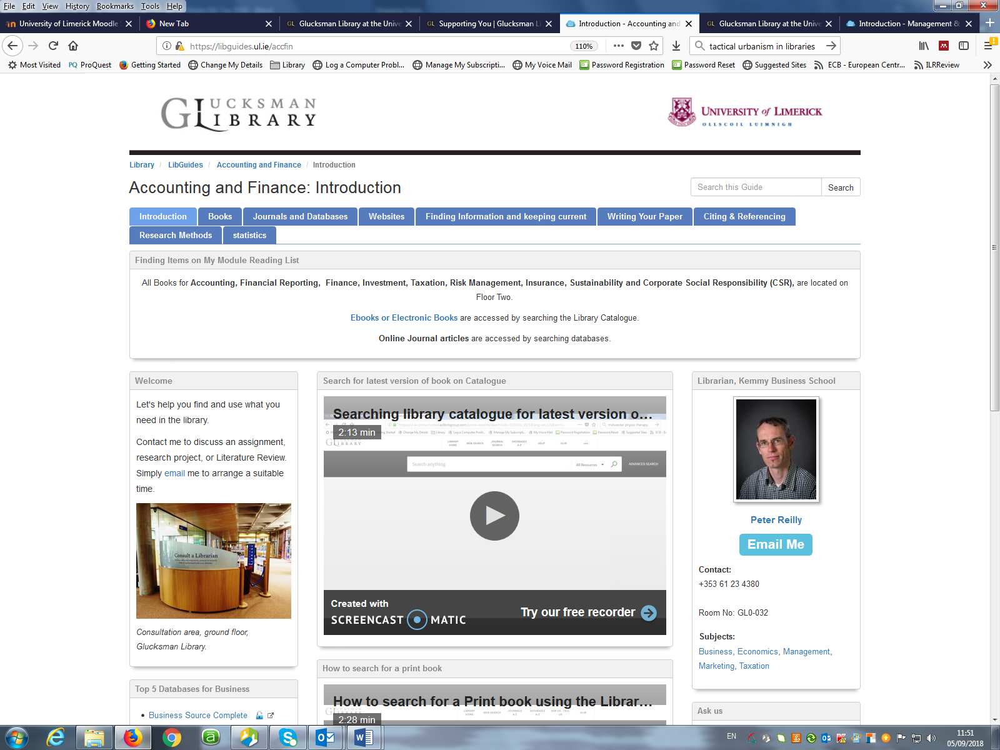 File Edit View History Bookmarks Tools Help
University of Limerick Moodle
New Tab
Glucksman Library at the Unive
Supporting You | Glucksman Li
Introduction - Accounting and
Glucksman Library at the Unive
Introduction - Management &
https://libguides.ul.ie/accfin
110%
tactical urbanism in libraries
Most Visited
PQ ProQuest
Getting Started
Change My Details
Library
Log a Computer Probl...
Manage My Subscripti...
My Voice Mail
Password Registration
Password Reset
Suggested Sites
ECB - European Centr...
ILRReview
GLUCKSMAN
LIBRARY
UNIVERSITY of LIMERICK
OLLSCOIL LUIMNIGH
Library / LibGuides / Accounting and Finance / Introduction
Accounting and Finance: Introduction
Search this Guide
Search
Introduction
Books
Journals and Databases
Websites
Finding Information and keeping current
Writing Your Paper
Citing & Referencing
Research Methods
statistics
Finding Items on My Module Reading List
All Books for Accounting, Financial Reporting, Finance, Investment, Taxation, Risk Management, Insurance, Sustainability and Corporate Social Responsibility (CSR), are located on
Floor Two.
Ebooks or Electronic Books are accessed by searching the Library Catalogue.
Online Journal articles are accessed by searching databases.
Welcome
Let's help you find and use what you
need in the library.
Contact me to discuss an assignment,
research project, or Literature Review.
Simply email me to arrange a suitable
time.
Consult a Librarian
Consultation area, ground floor,
Glucksman Library.
Top 5 Databases for Business
• Business Source Complete
Search for latest version of book on Catalogue
Searching library catalogue for latest version o...
2:13 min
LIBRARY HOME
NEW SEARCH
JOURNAL SEARCH
DATABASES A-Z
HELP
ULIR
Search anything
All Resources
ADVANCED SEARCH
Created with
SCREENCAST MATIC
Try our free recorder
How to search for a print book
How to search for a Print book using the Librar...
2:28 min
Librarian, Kemmy Business School
Peter Reilly
Email Me
Contact:
+353 61 23 4380
Room No: GL0-032
Subjects:
Business, Economics, Management,
Marketing, Taxation
Ask us
EN
11:51
05/09/2018